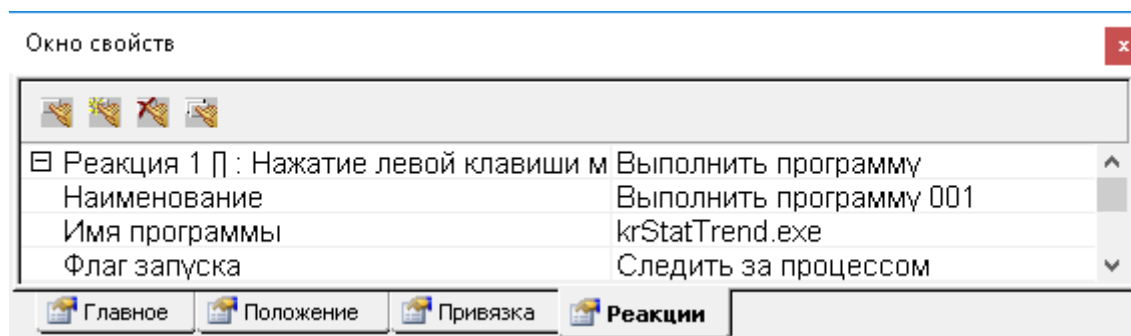 Окно свойств
x
Реакция 1 [] : Нажатие левой клавиши м Выполнить программу
Наименование Выполнить программу 001
Имя программы krStatTrend.exe
Флаг запуска Следить за процессом
Главное Положение Привязка Реакции